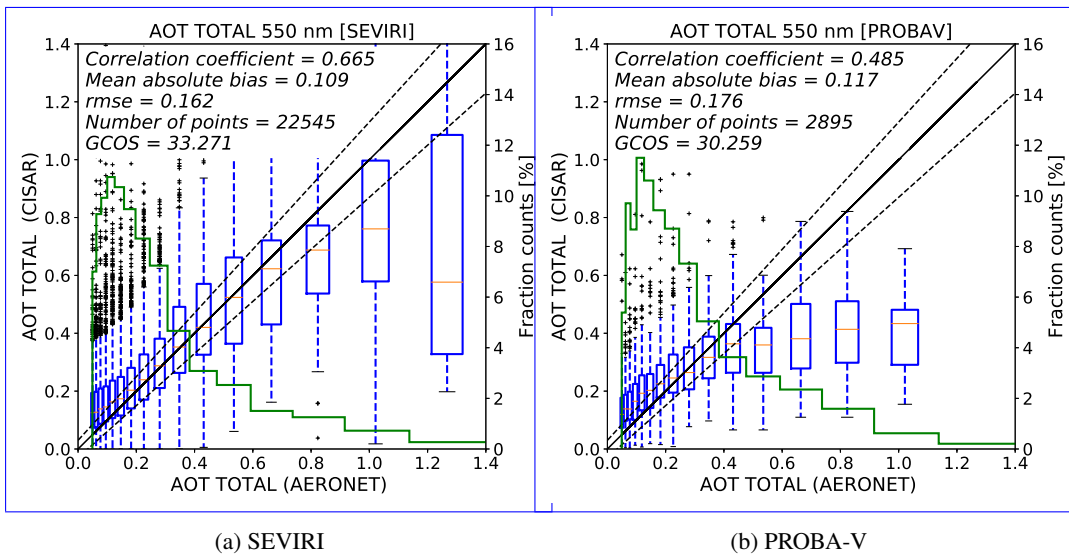 AOT TOTAL 550 nm [SEVIRI]
Correlation coefficient = 0.665
Mean absolute bias = 0.109
rmse = 0.162
Number of points = 22545
GCOS = 33.271
1.4
1.2
1.0
0.8
0.6
0.4
0.2
0.0
AOT TOTAL (CISAR)
16
14
12
10
8
6
4
2
0
Fraction counts [%]
0.0 0.2 0.4 0.6 0.8 1.0 1.2 1.4
AOT TOTAL (AERONET)
(a) SEVIRI
AOT TOTAL 550 nm [PROBAV]
Correlation coefficient = 0.485
Mean absolute bias = 0.117
rmse = 0.176
Number of points = 2895
GCOS = 30.259
1.4
1.2
1.0
0.8
0.6
0.4
0.2
0.0
AOT TOTAL (CISAR)
16
14
12
10
8
6
4
2
0
Fraction counts [%]
0.0 0.2 0.4 0.6 0.8 1.0 1.2 1.4
AOT TOTAL (AERONET)
(b) PROBA-V